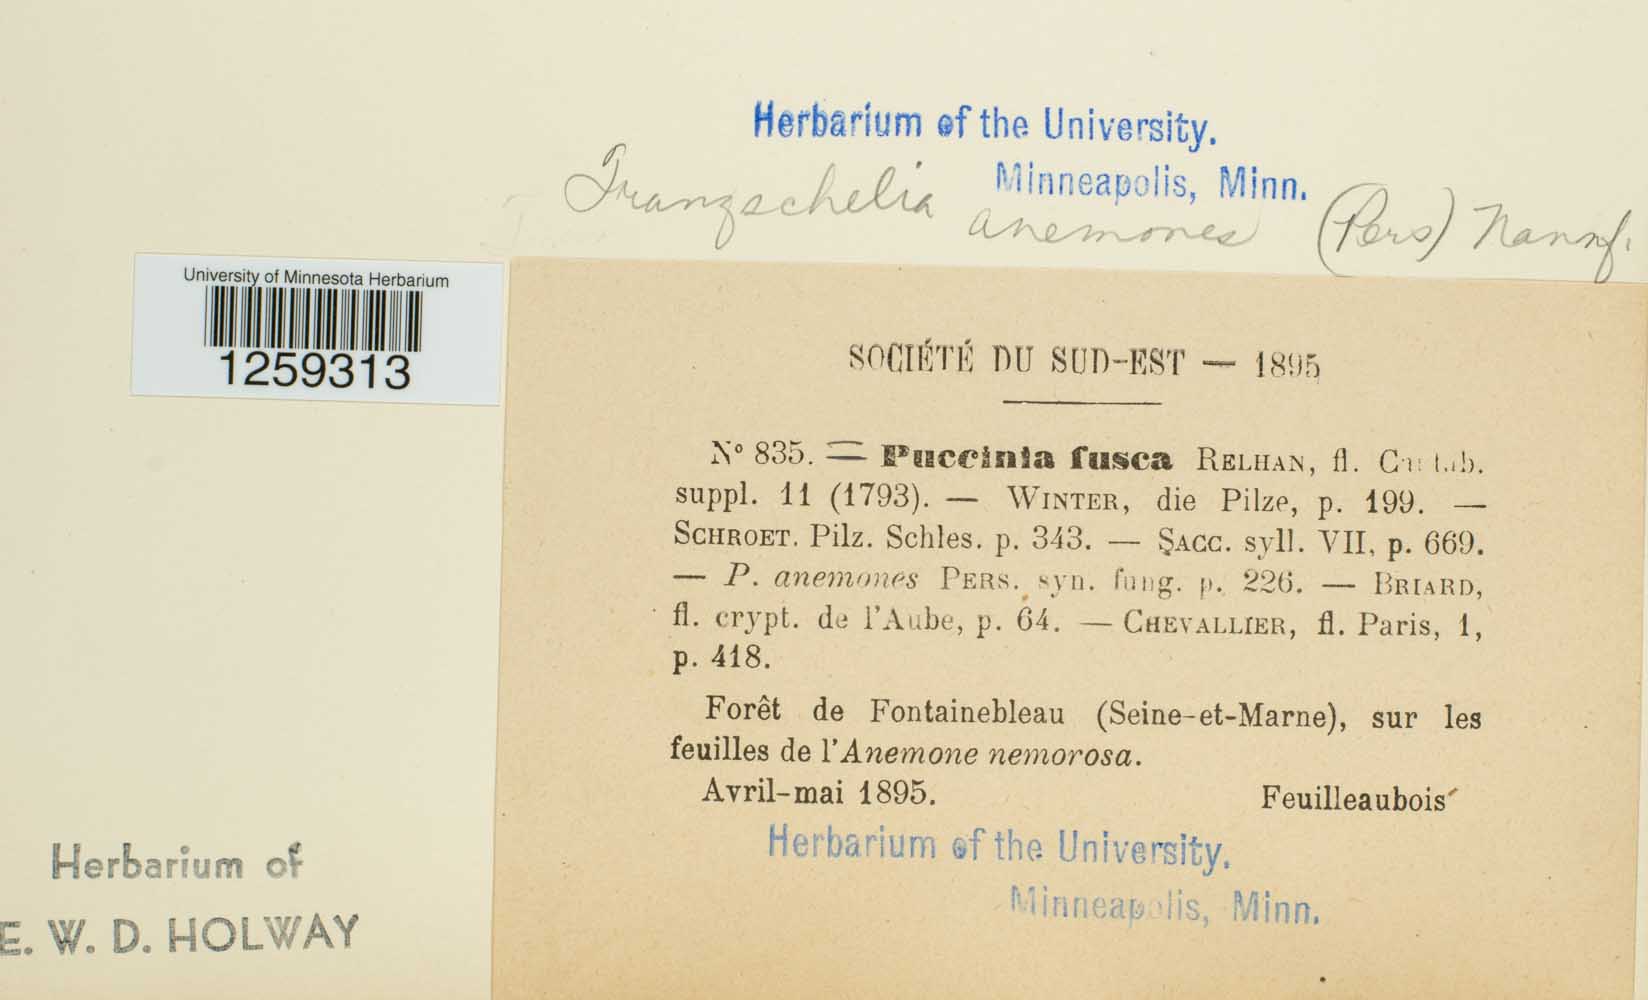 Herbarium of the University.
Minneapolis, Minn.
Tranzschelia anemones (Pers) Nannf.
University of Minnesota Herbarium
1259313
SOCIÉTÉ DU SUD-EST — 1895
N° 835. — Puccinia fusca RELHAN, fl. Cantab.
suppl. 11 (1793). — WINTER, die Pilze, p. 199. —
SCHROET. Pilz. Schles. p. 343. — SACC. syll. VII, p. 669.
— P. anemones PERS. syn. fung. p. 226. — BRIARD,
fl. crypt. de l'Aube, p. 64. — CHEVALLIER, fl. Paris, 1,
p. 418.
Forêt de Fontainebleau (Seine-et-Marne), sur les
feuilles de l'Anemone nemorosa.
Avril-mai 1895. Feuilleaubois
Herbarium of the University.
Minneapolis, Minn.
Herbarium of
E. W. D. HOLWAY